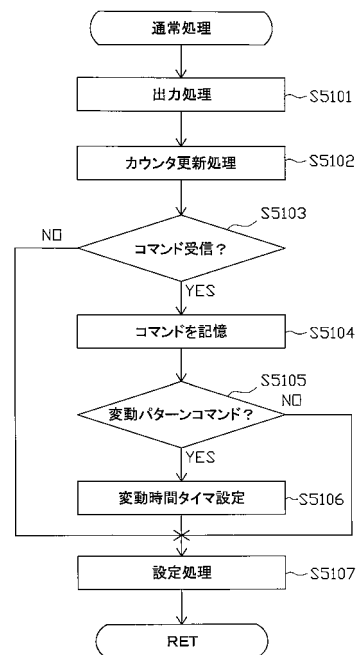 通常処理
出力処理
S5101
カウンタ更新処理
S5102
S5103
NO
コマンド受信？
YES
コマンドを記憶
S5104
S5105
変動パターンコマンド？
NO
YES
変動時間タイマ設定
S5106
設定処理
S5107
RET